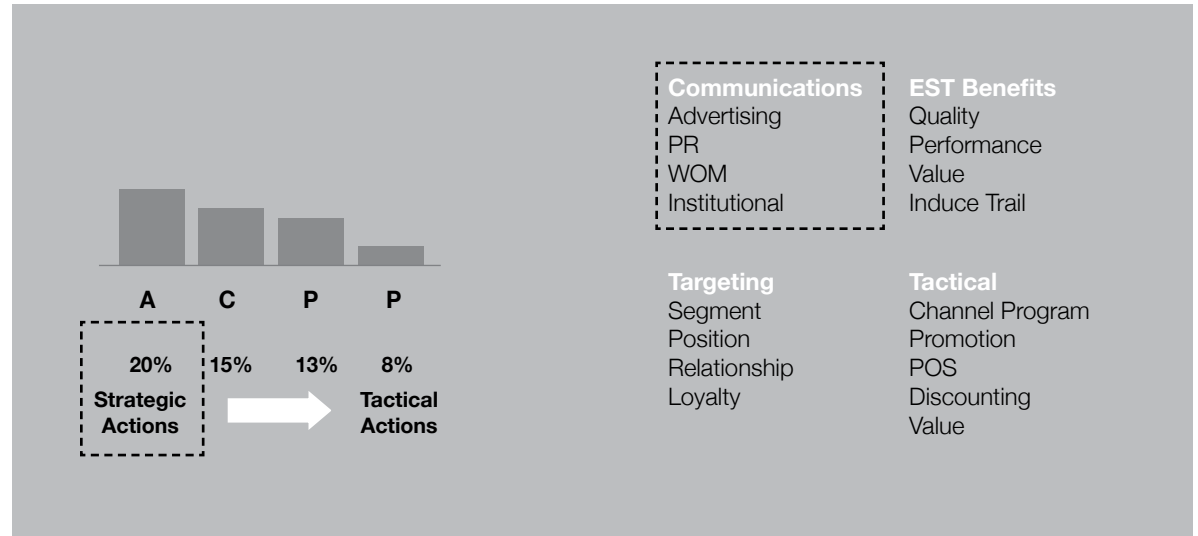 A C P P
20% 15% 13% 8%
Strategic
Actions
Tactical
Actions
Communications
Advertising
PR
WOM
Institutional
EST Benefits
Quality
Performance
Value
Induce Trail
Targeting
Segment
Position
Relationship
Loyalty
Tactical
Channel Program
Promotion
POS
Discounting
Value